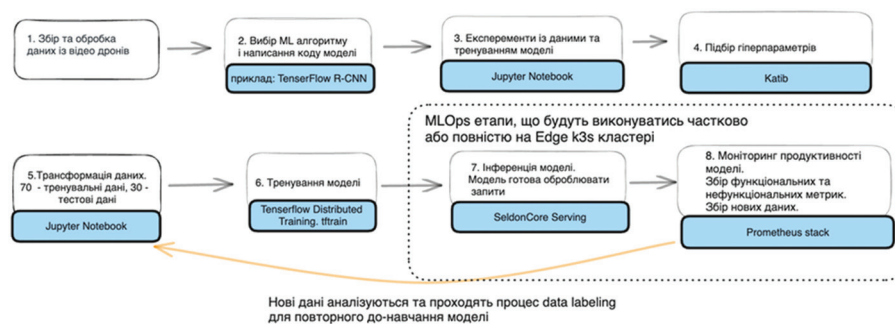 1. Збір та обробка
даних із відео дронів
2. Вибір ML алгоритму
і написання коду моделі
приклад: TenserFlow R-CNN
3. Експеременти із даними та
тренуванням моделі
Jupyter Notebook
4. Підбір гіперпараметрів
Katib
MLOps етапи, що будуть виконуватись частково
або повністю на Edge k3s кластері
5.Трансформація даних.
70 - тренувальні дані, 30 -
тестові дані
Jupyter Notebook
6. Тренування моделі
Tenserflow Distributed
Training. tftrain
7. Інференція моделі.
Модель готова оброблювати
запити
SeldonCore Serving
8. Моніторинг продуктивності
моделі.
Збір функціональних та
нефункціональних метрик.
Збір нових даних.
Prometheus stack
Нові дані аналізуються та проходять процес data labeling
для повторного до-навчання моделі